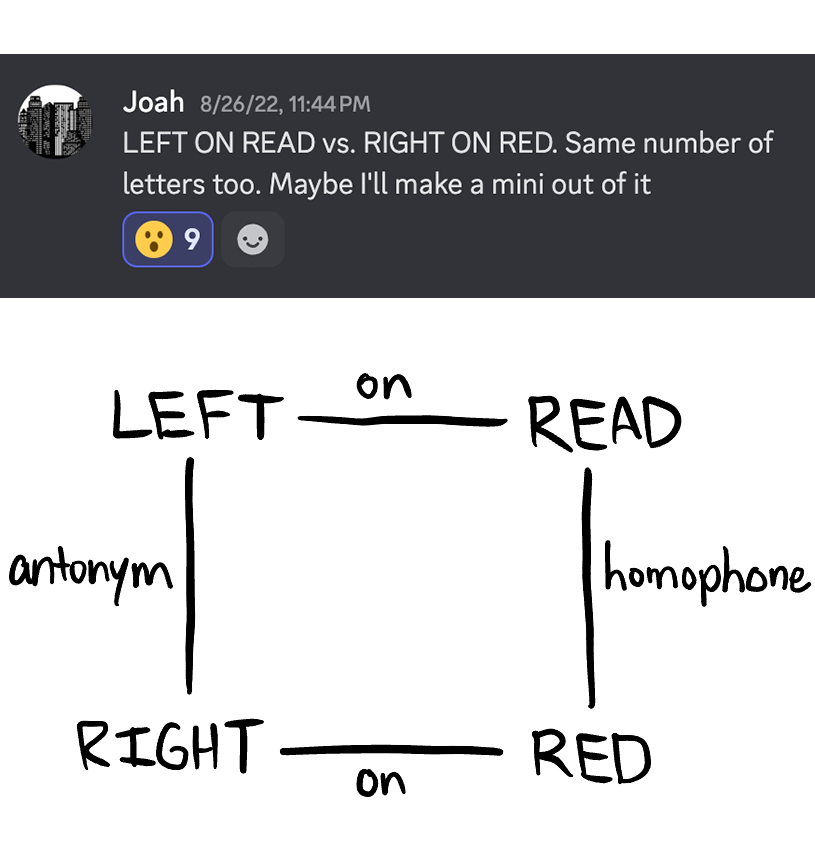 Joah 8/26/22, 11:44 PM
LEFT ON READ vs. RIGHT ON RED. Same number of
letters too. Maybe I'll make a mini out of it
9
on
LEFT READ
antonym homophone
RIGHT RED
on